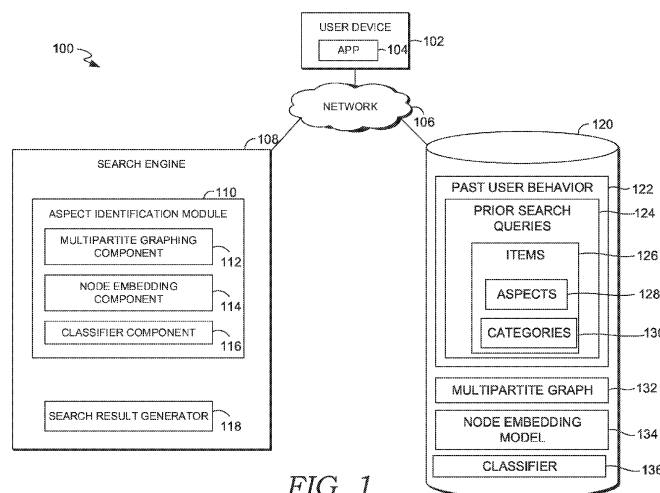 100
USER DEVICE
APP
104
102
NETWORK
106
108
SEARCH ENGINE
110
ASPECT IDENTIFICATION MODULE
MULTIPARTITE GRAPHING
COMPONENT
112
NODE EMBEDDING
COMPONENT
114
CLASSIFIER COMPONENT
116
SEARCH RESULT GENERATOR
118
120
PAST USER BEHAVIOR
122
PRIOR SEARCH
QUERIES
124
ITEMS
126
ASPECTS
128
CATEGORIES
130
MULTIPARTITE GRAPH
132
NODE EMBEDDING
MODEL
134
CLASSIFIER
136
FIG. 1